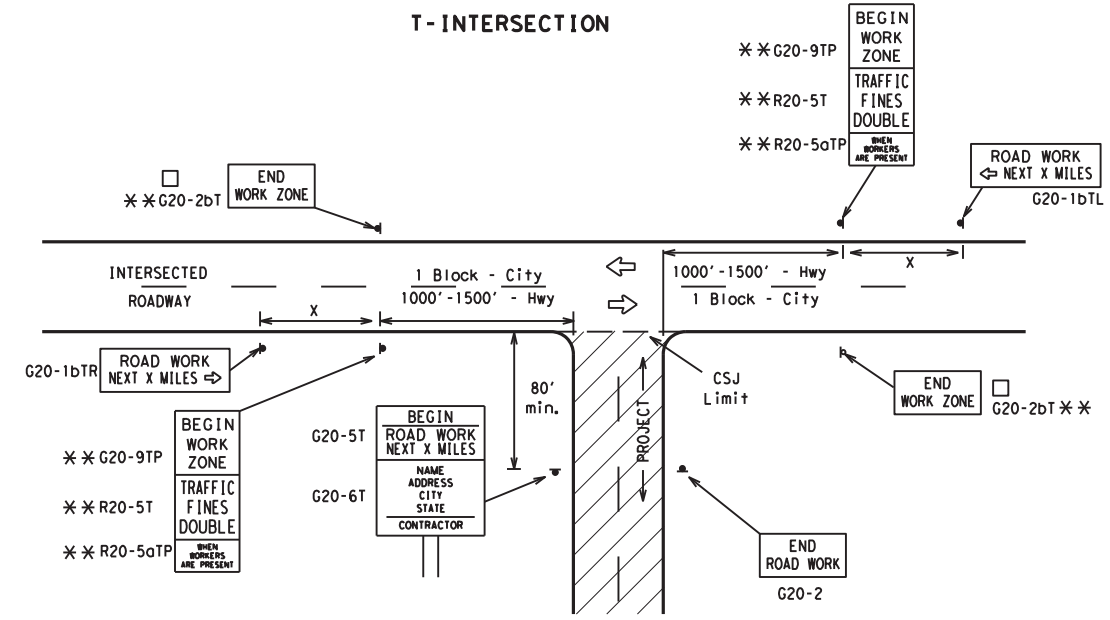 T-INTERSECTION
BEGIN
WORK
ZONE
TRAFFIC
FINES
DOUBLE
WHEN
WORKERS
ARE PRESENT
**G20-9TP
**R20-5T
**R20-5aTP
ROAD WORK
⇦ NEXT X MILES
G20-1bTL
END
WORK ZONE
□
**G20-2bT
INTERSECTED
ROADWAY
1 Block - City
1000'-1500' - Hwy
1000'-1500' - Hwy
1 Block - City
X
X
G20-1bTR
ROAD WORK
NEXT X MILES ⇨
80'
min.
CSJ
Limit
PROJECT
END
WORK ZONE
□
G20-2bT**
BEGIN
WORK
ZONE
TRAFFIC
FINES
DOUBLE
WHEN
WORKERS
ARE PRESENT
**G20-9TP
**R20-5T
**R20-5aTP
G20-5T
BEGIN
ROAD WORK
NEXT X MILES
G20-6T
NAME
ADDRESS
CITY
STATE
CONTRACTOR
END
ROAD WORK
G20-2